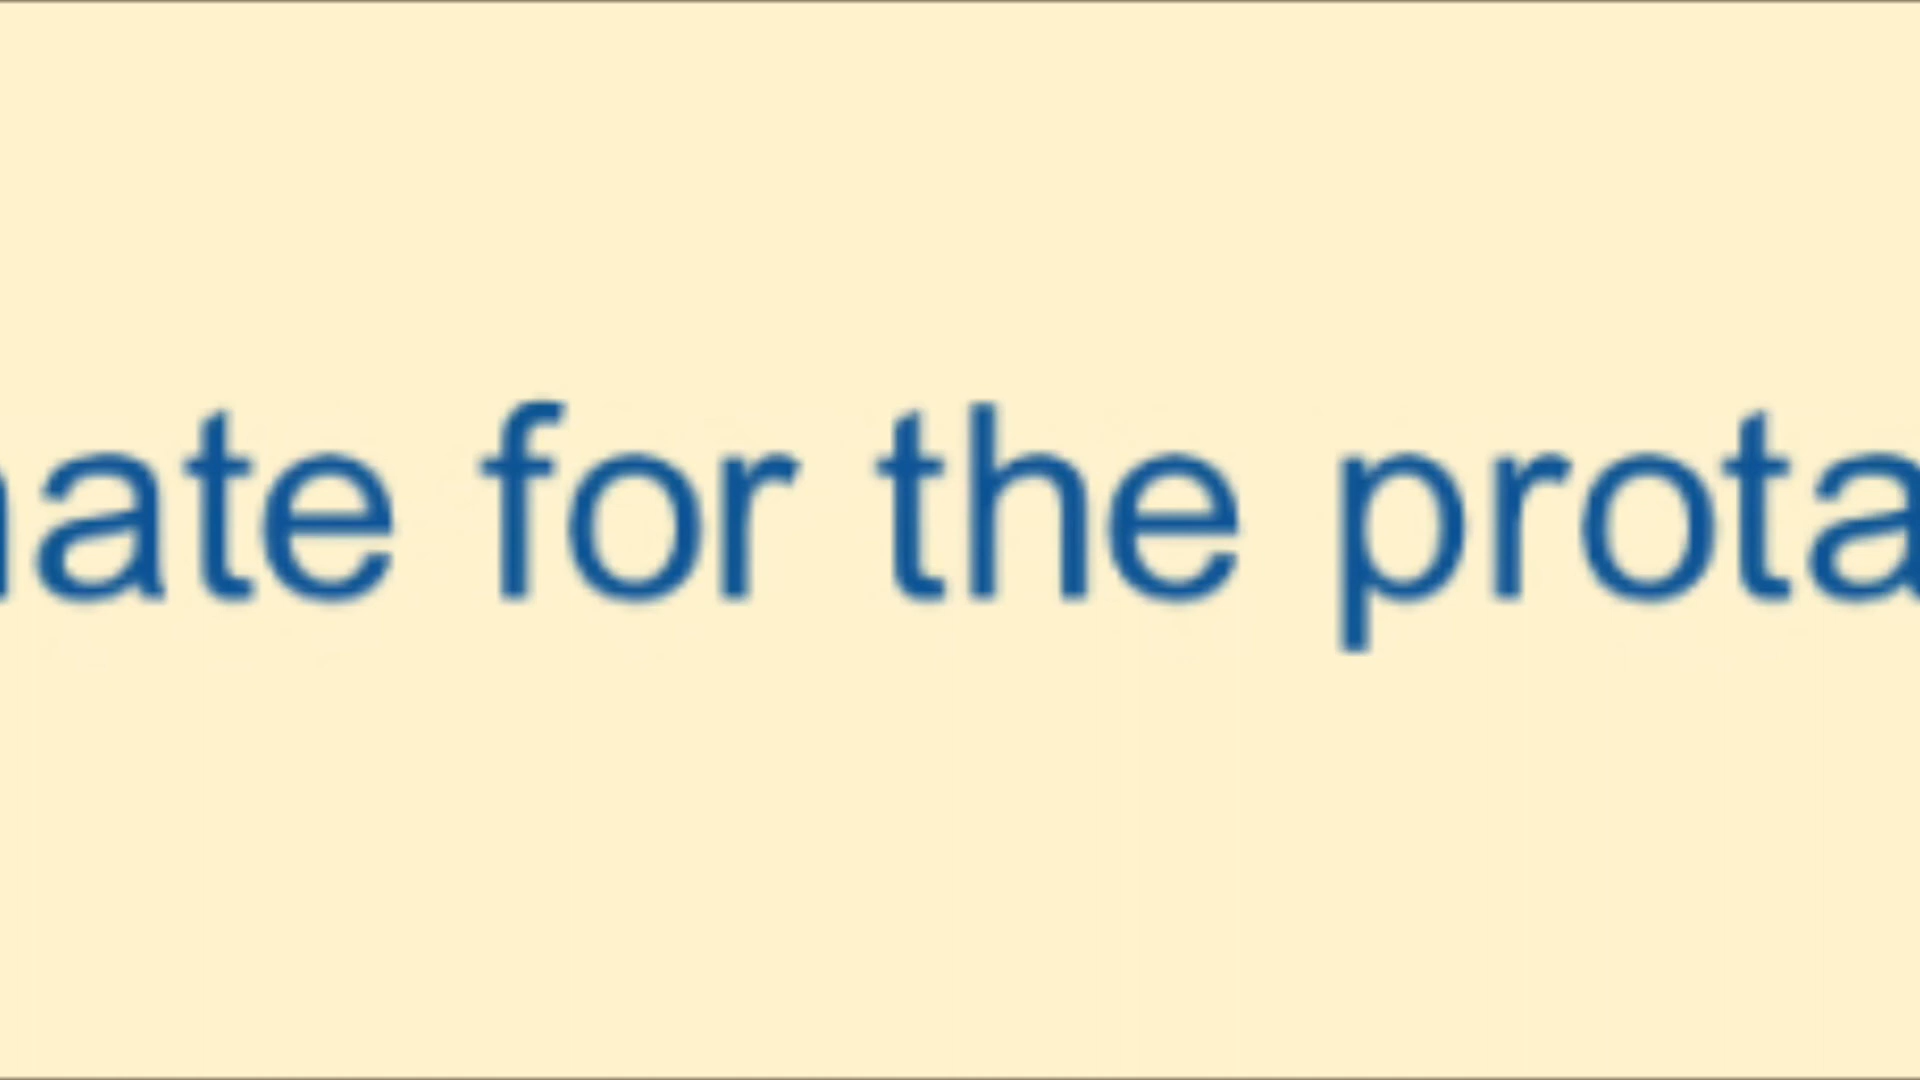 ate for the prota